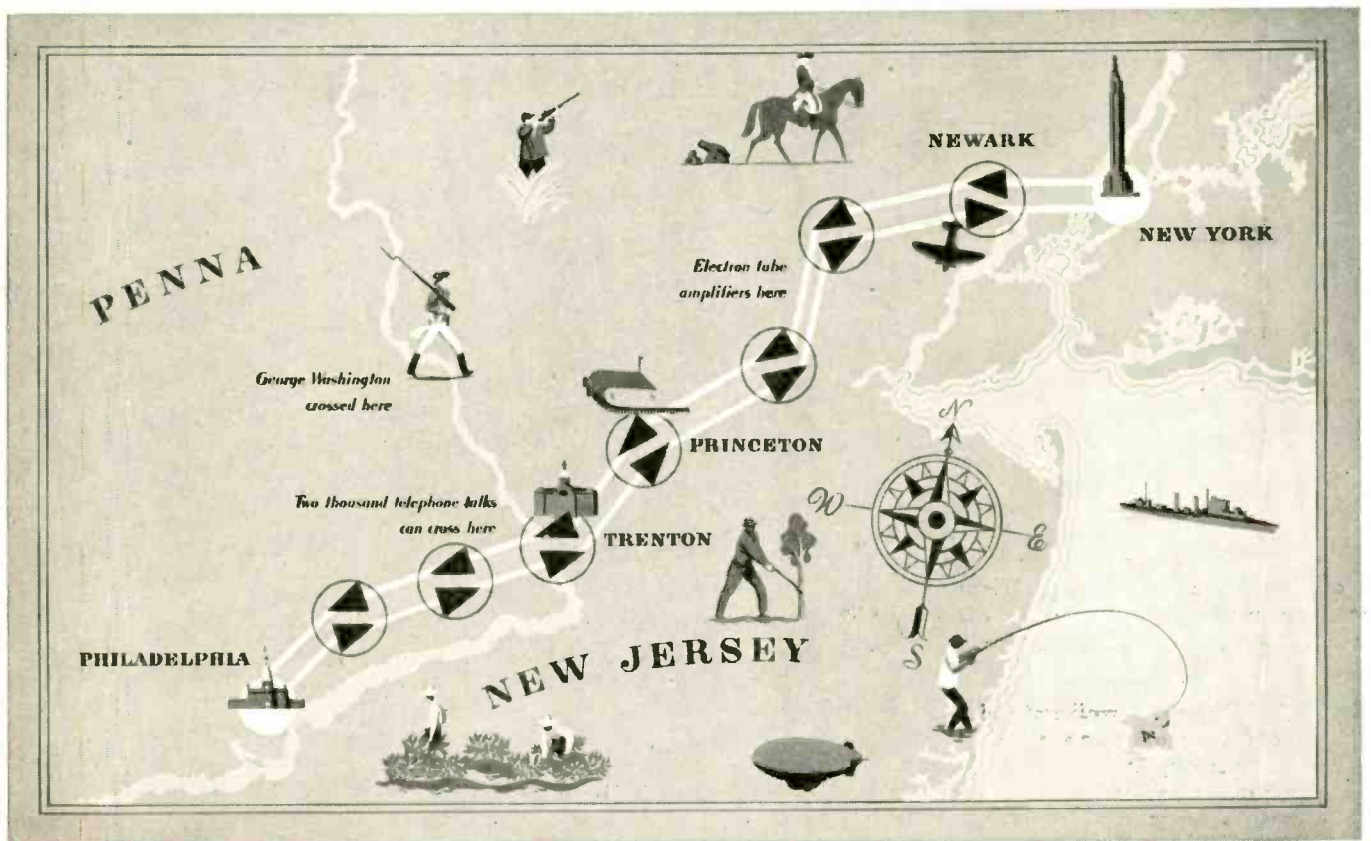 NEWARK
NEW YORK
PENNA
Electron tube
amplifiers here
George Washington
crossed here
PRINCETON
N
W
E
S
Two thousand telephone talks
can cross here
TRENTON
PHILADELPHIA
NEW JERSEY